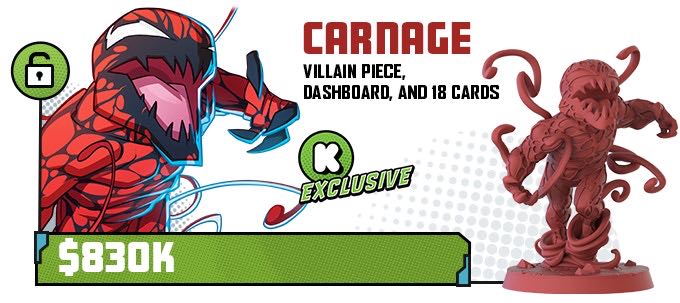 CARNAGE
VILLAIN PIECE,
DASHBOARD, AND 18 CARDS
K
EXCLUSIVE
$830K